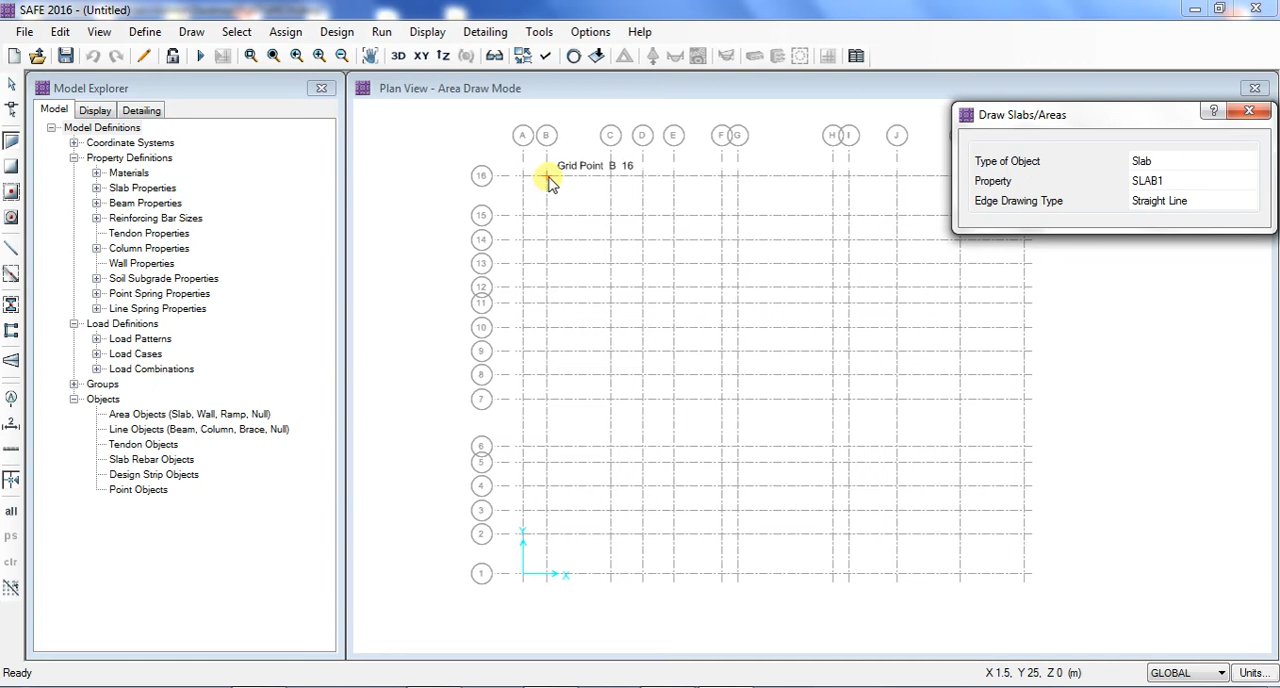 SAFE 2016 - (Untitled)
File Edit View Define Draw Select Assign Design Run Display Detailing Tools Options Help
3D XY
Model Explorer
Plan View - Area Draw Mode
Model Display Detailing
Draw Slabs/Areas
?
Model Definitions
Coordinate Systems
Property Definitions
Materials
Slab Properties
Beam Properties
Reinforcing Bar Sizes
Tendon Properties
Column Properties
Wall Properties
Soil Subgrade Properties
Point Spring Properties
Line Spring Properties
Load Definitions
Load Patterns
Load Cases
Load Combinations
Groups
Objects
Area Objects (Slab, Wall, Ramp, Null)
Line Objects (Beam, Column, Brace, Null)
Tendon Objects
Slab Rebar Objects
Design Strip Objects
Point Objects
A B C D E F G H I J
Grid Point B 16
16
15
14
13
12
11
10
9
8
7
6
5
4
3
2
1
Y
X
Type of Object Slab
Property SLAB1
Edge Drawing Type Straight Line
all
ps
clr
Ready
X 1.5, Y 25, Z 0 (m)
GLOBAL
Units...